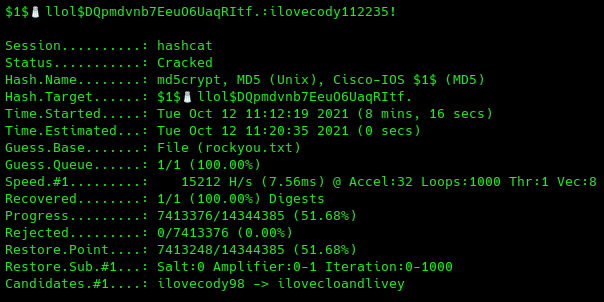 $1$🧂llol$DQpmdvnb7EeuO6UaqRItf.:ilovecody112235!
Session..........: hashcat
Status...........: Cracked
Hash.Name........: md5crypt, MD5 (Unix), Cisco-IOS $1$ (MD5)
Hash.Target......: $1$🧂llol$DQpmdvnb7EeuO6UaqRItf.
Time.Started.....: Tue Oct 12 11:12:19 2021 (8 mins, 16 secs)
Time.Estimated...: Tue Oct 12 11:20:35 2021 (0 secs)
Guess.Base.......: File (rockyou.txt)
Guess.Queue......: 1/1 (100.00%)
Speed.#1.........:    15212 H/s (7.56ms) @ Accel:32 Loops:1000 Thr:1 Vec:8
Recovered........: 1/1 (100.00%) Digests
Progress.........: 7413376/14344385 (51.68%)
Rejected.........: 0/7413376 (0.00%)
Restore.Point....: 7413248/14344385 (51.68%)
Restore.Sub.#1...: Salt:0 Amplifier:0-1 Iteration:0-1000
Candidates.#1....: ilovecody98 -> ilovecloandlivey